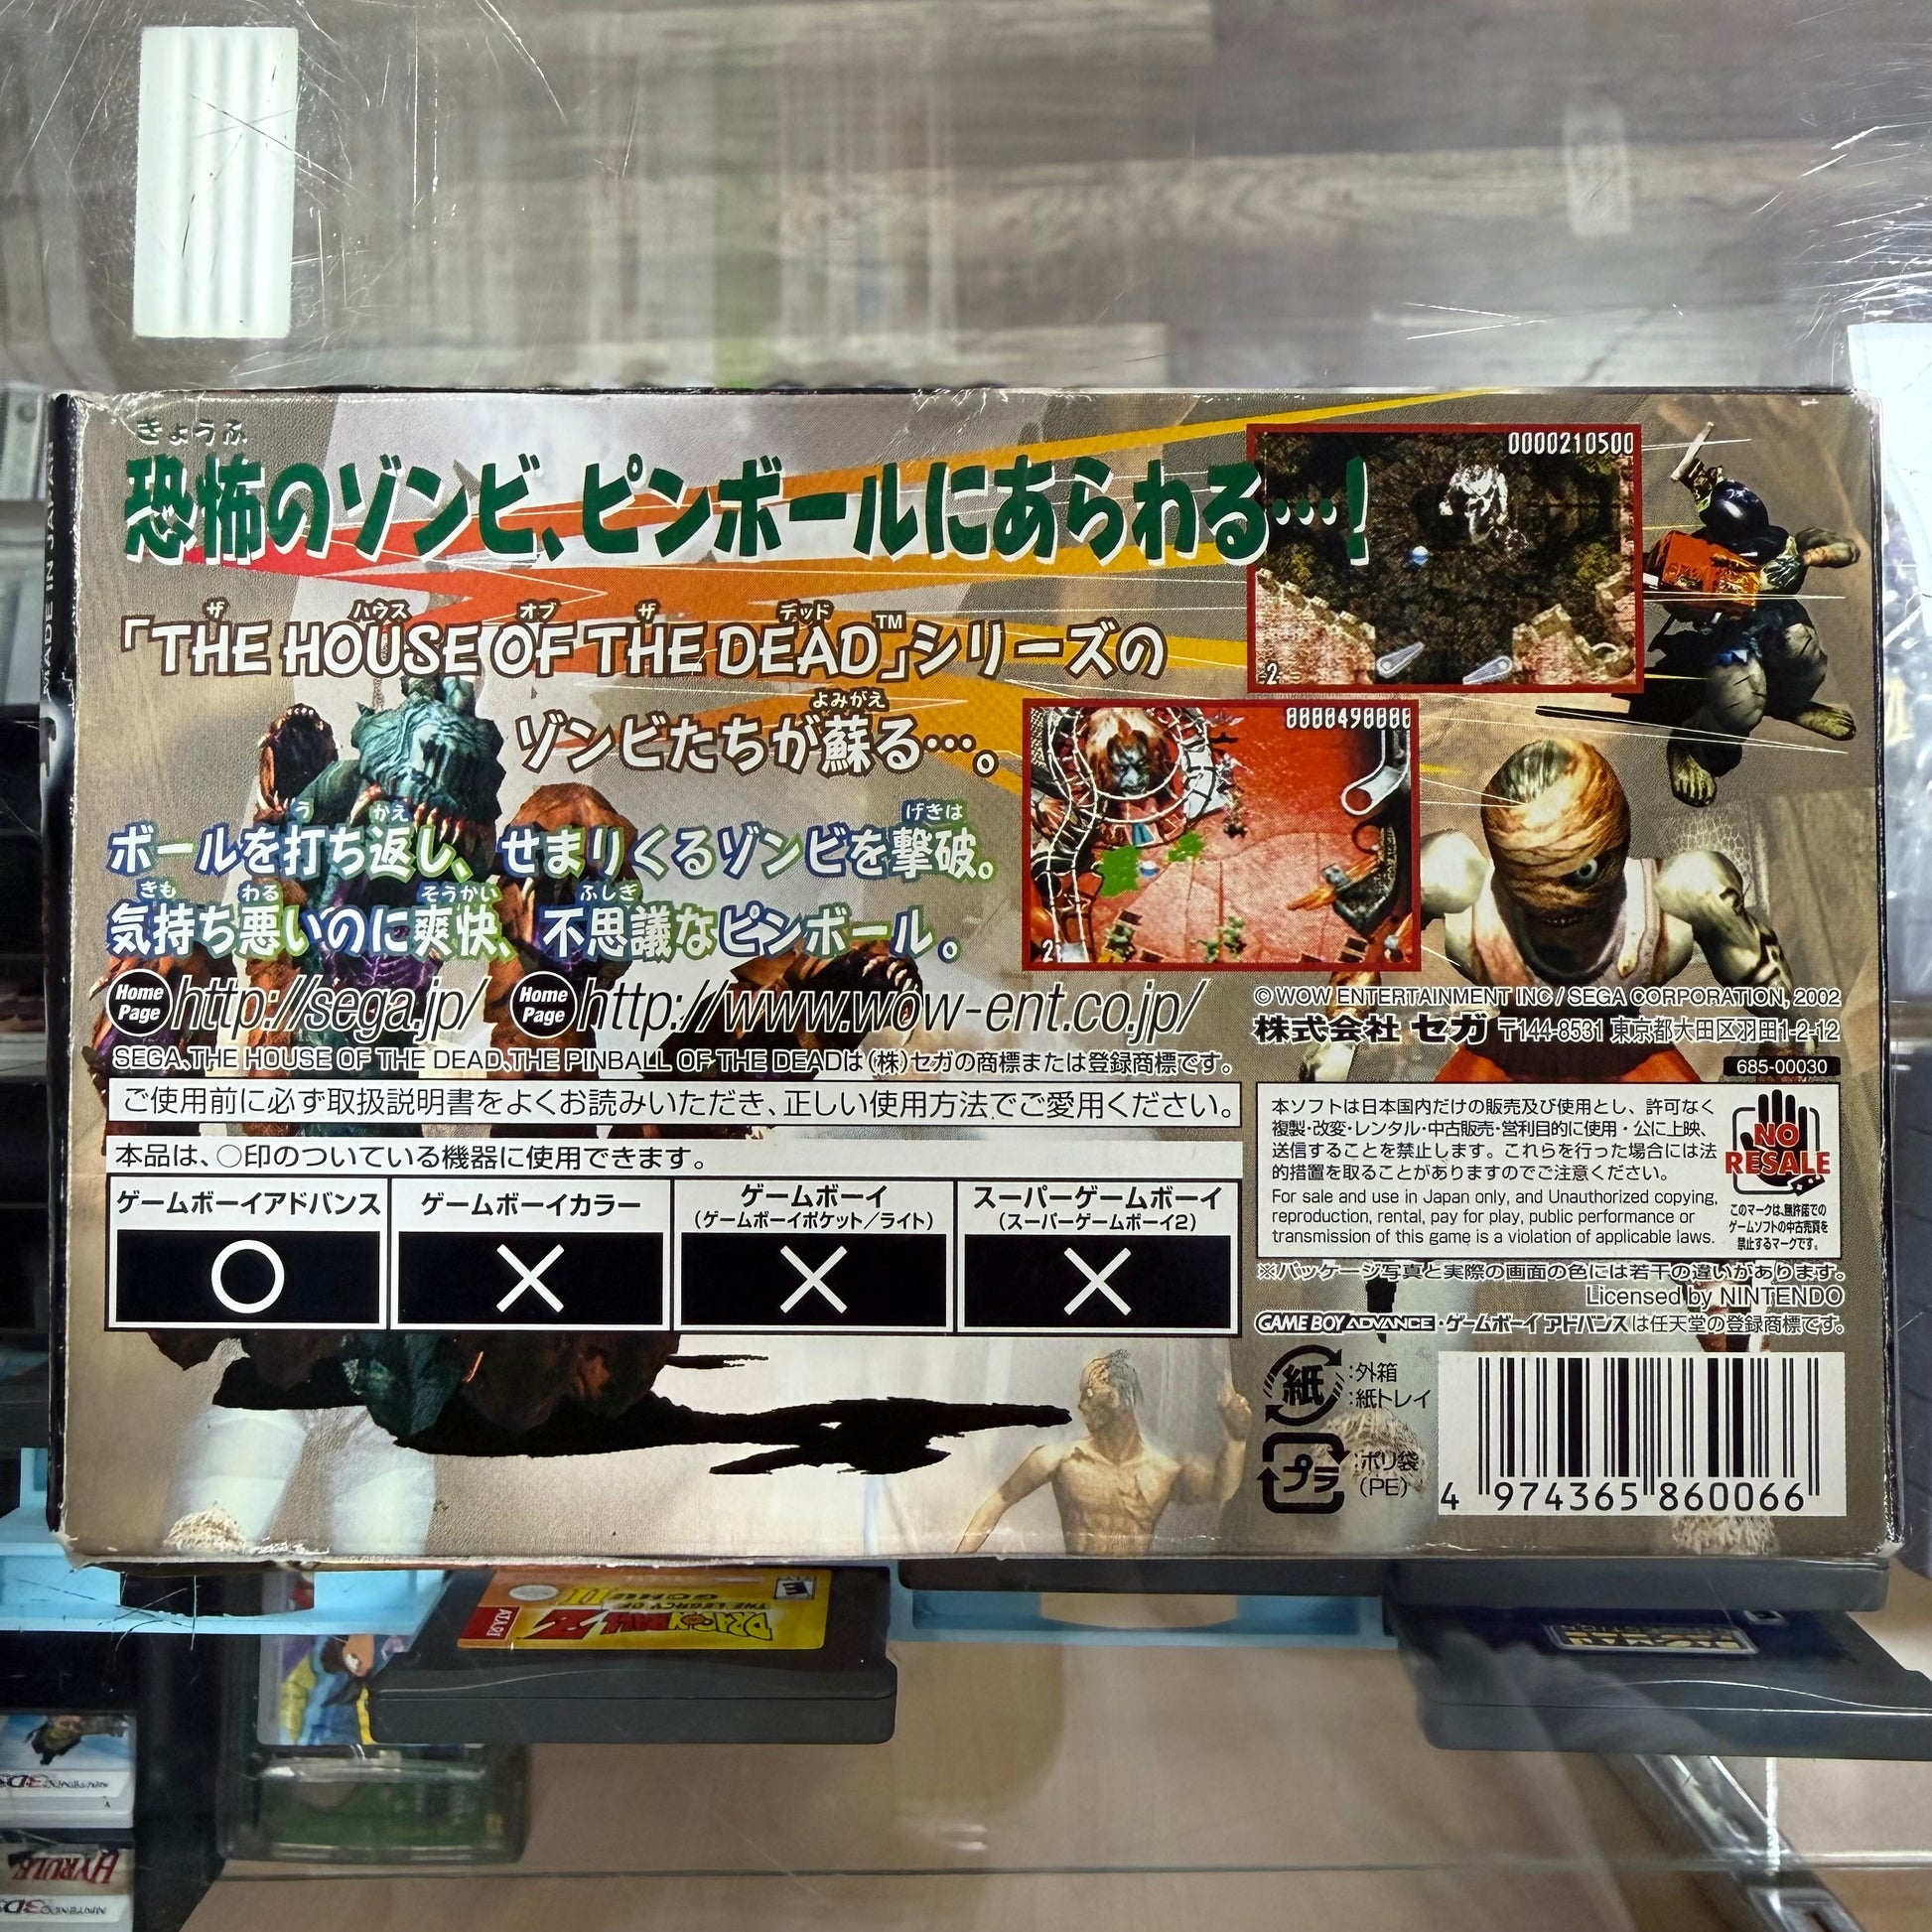 MADE IN JAPAN
きょうふ
恐怖のゾンビ、ピンボールにあらわる…!
0000210500
2
ザ ハウス オブ ザ デッド
「THE HOUSE OF THE DEAD™」シリーズの
よみがえ
ゾンビたちが蘇る…。
2
う かえ げきは
ボールを打ち返し、せまりくるゾンビを撃破。
きも わる そうかい ふしぎ
気持ち悪いのに爽快、不思議なピンボール。
Home Page http://sega.jp/ Home Page http://www.wow-ent.co.jp/
SEGA、THE HOUSE OF THE DEAD、THE PINBALL OF THE DEADは(株)セガの商標または登録商標です。
ご使用前に必ず取扱説明書をよくお読みいただき、正しい使用方法でご愛用ください。
本品は、○印のついている機器に使用できます。
ゲームボーイアドバンス ゲームボーイカラー ゲームボーイ スーパーゲームボーイ
(ゲームボーイポケット/ライト) (スーパーゲームボーイ2)
○ × × ×
© WOW ENTERTAINMENT INC / SEGA CORPORATION, 2002
株式会社 セガ 〒144-8531 東京都大田区羽田1-2-12
685-00030
本ソフトは日本国内だけの販売及び使用とし、許可なく
複製・改変・レンタル・中古販売・営利目的に使用・公に上映、
送信することを禁止します。これらを行った場合には法
的措置を取ることがありますのでご注意ください。
For sale and use in Japan only, and Unauthorized copying,
reproduction, rental, pay for play, public performance or
transmission of this game is a violation of applicable laws.
NO
RESALE
このマークは、無許諾での
ゲームソフトの中古売買を
禁止するマークです。
※パッケージ写真と実際の画面の色には若干の違いがあります。
Licensed by NINTENDO
GAME BOY ADVANCE・ゲームボーイアドバンスは任天堂の登録商標です。
紙 :外箱
:紙トレイ
プラ :ポリ袋
(PE)
4 974365 860066
DRAGON BALL Z
THE LEGACY OF
GOKU II
ATARI
E
PAC-MAN
HYRULE